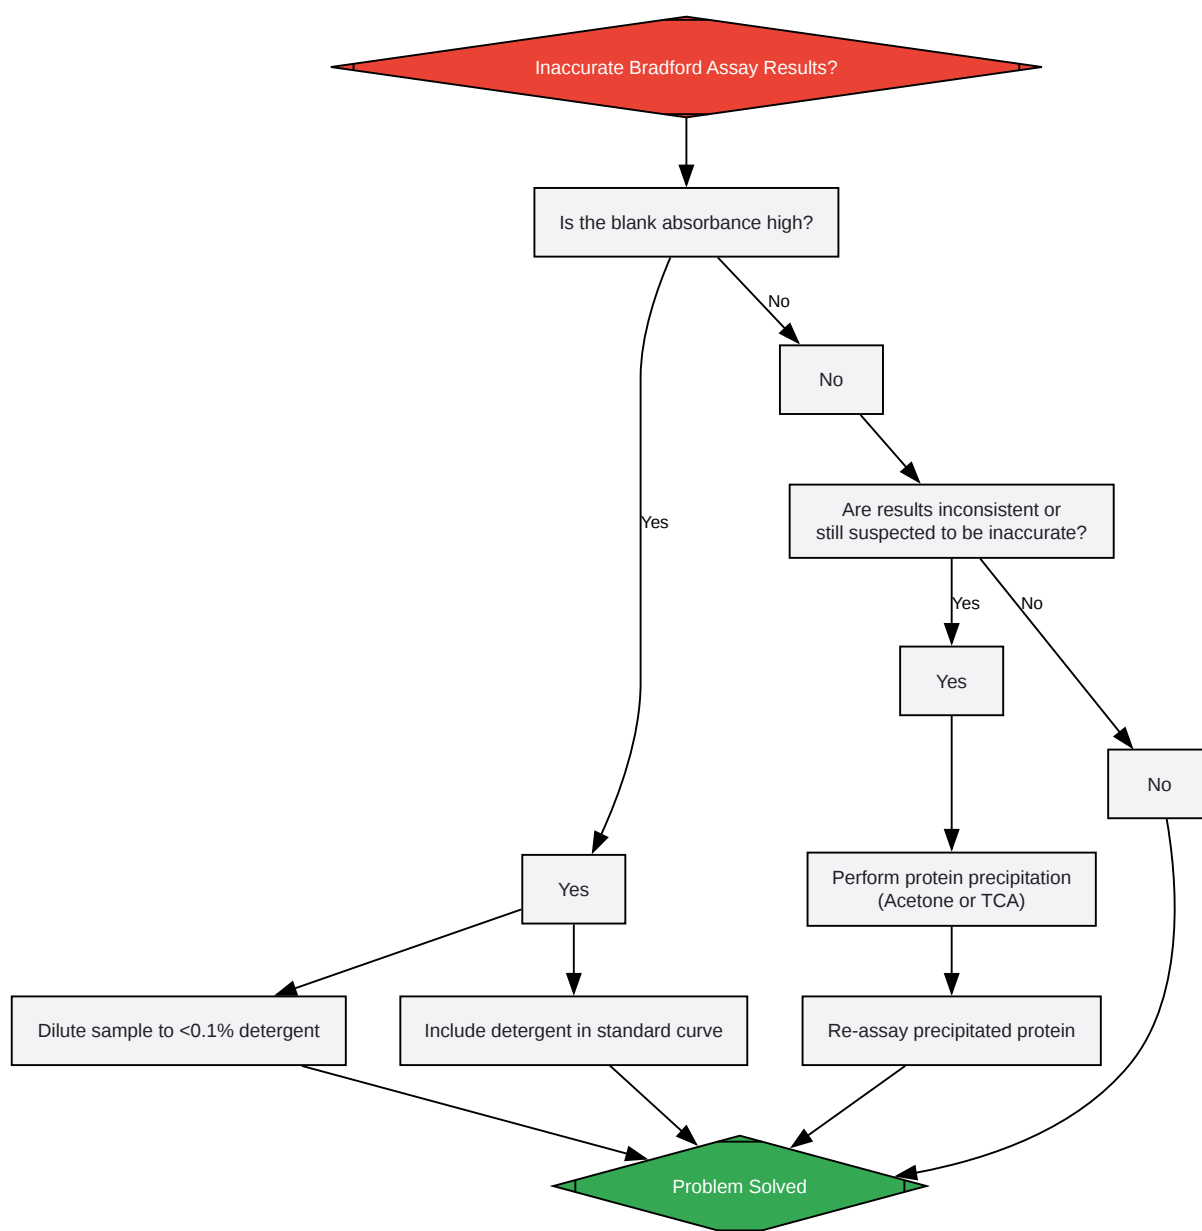 Inaccurate Bradford Assay Results?
Is the blank absorbance high?
No
No
Are results inconsistent or
still suspected to be inaccurate?
Yes
Yes
No
Yes
No
Yes
Perform protein precipitation
(Acetone or TCA)
Dilute sample to <0.1% detergent
Include detergent in standard curve
Re-assay precipitated protein
Problem Solved